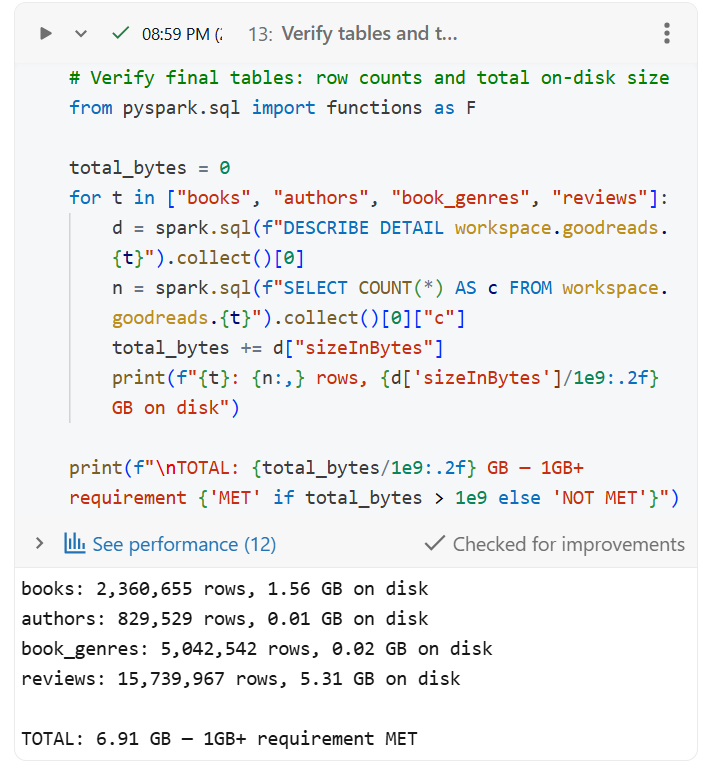 08:59 PM (2 13: Verify tables and t...
# Verify final tables: row counts and total on-disk size
from pyspark.sql import functions as F
total_bytes = 0
for t in ["books", "authors", "book_genres", "reviews"]:
d = spark.sql(f"DESCRIBE DETAIL workspace.goodreads.
{t}").collect()[0]
n = spark.sql(f"SELECT COUNT(*) AS c FROM workspace.
goodreads.{t}").collect()[0]["c"]
total_bytes += d["sizeInBytes"]
print(f"{t}: {n:,} rows, {d['sizeInBytes']/1e9:.2f}
GB on disk")
print(f"\nTOTAL: {total_bytes/1e9:.2f} GB — 1GB+
requirement {'MET' if total_bytes > 1e9 else 'NOT MET'}")
See performance (12) Checked for improvements
books: 2,360,655 rows, 1.56 GB on disk
authors: 829,529 rows, 0.01 GB on disk
book_genres: 5,042,542 rows, 0.02 GB on disk
reviews: 15,739,967 rows, 5.31 GB on disk
TOTAL: 6.91 GB — 1GB+ requirement MET